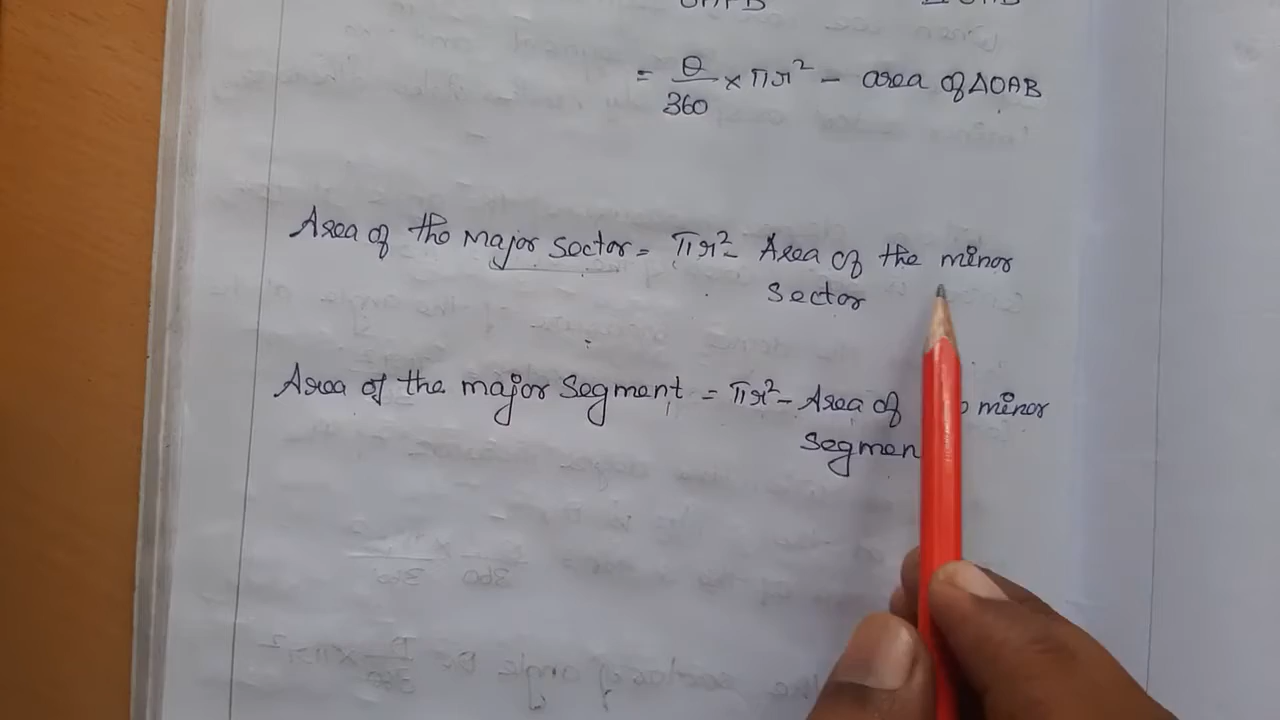 = θ/360 × πr² − area of ΔOAB
Area of the major sector = πr² - Area of the minor
sector
Area of the major segment = πr² - Area of minor
Segmen